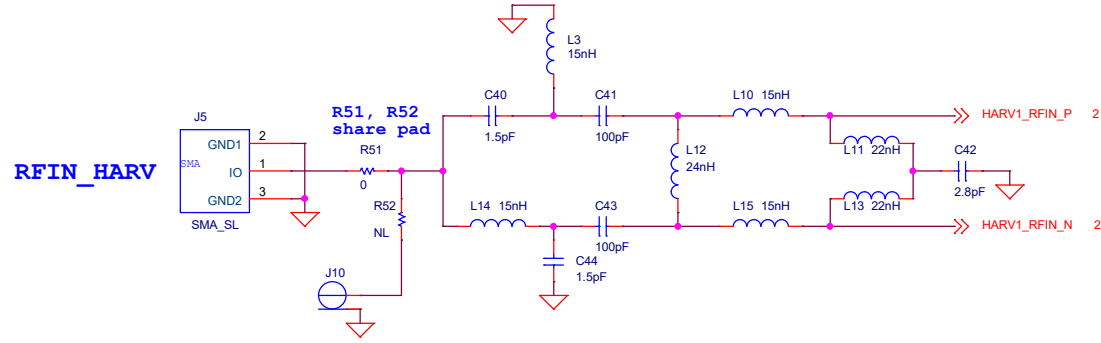 L3
15nH
C40
1.5pF
C41
100pF
L10 15nH
HARV1_RFIN_P 2
R51, R52
share pad
J5
GND1
2
SMA
IO
1
GND2
3
SMA_SL
RFIN_HARV
R51
0
L12
24nH
L11 22nH
C42
2.8pF
R52
NL
L14 15nH
C43
100pF
L15 15nH
L13 22nH
HARV1_RFIN_N 2
C44
1.5pF
J10